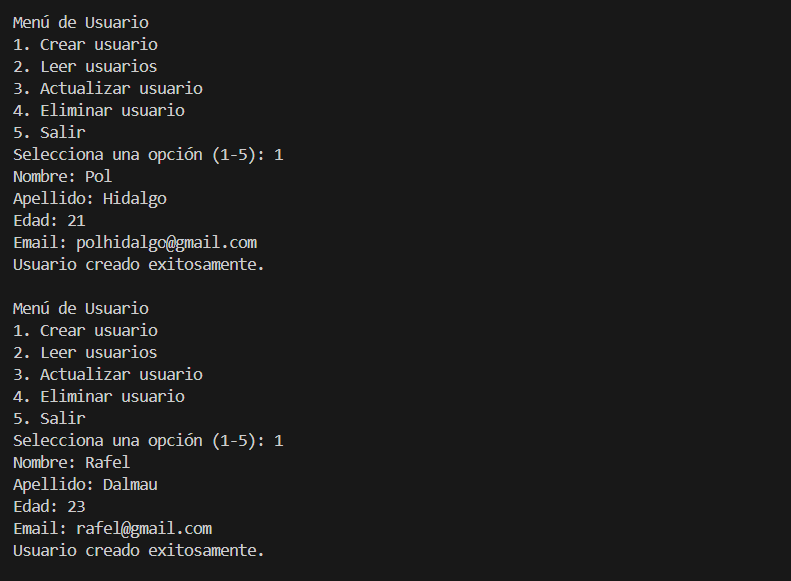 Menú de Usuario
1. Crear usuario
2. Leer usuarios
3. Actualizar usuario
4. Eliminar usuario
5. Salir
Selecciona una opción (1-5): 1
Nombre: Pol
Apellido: Hidalgo
Edad: 21
Email: polhidalgo@gmail.com
Usuario creado exitosamente.

Menú de Usuario
1. Crear usuario
2. Leer usuarios
3. Actualizar usuario
4. Eliminar usuario
5. Salir
Selecciona una opción (1-5): 1
Nombre: Rafel
Apellido: Dalmau
Edad: 23
Email: rafel@gmail.com
Usuario creado exitosamente.